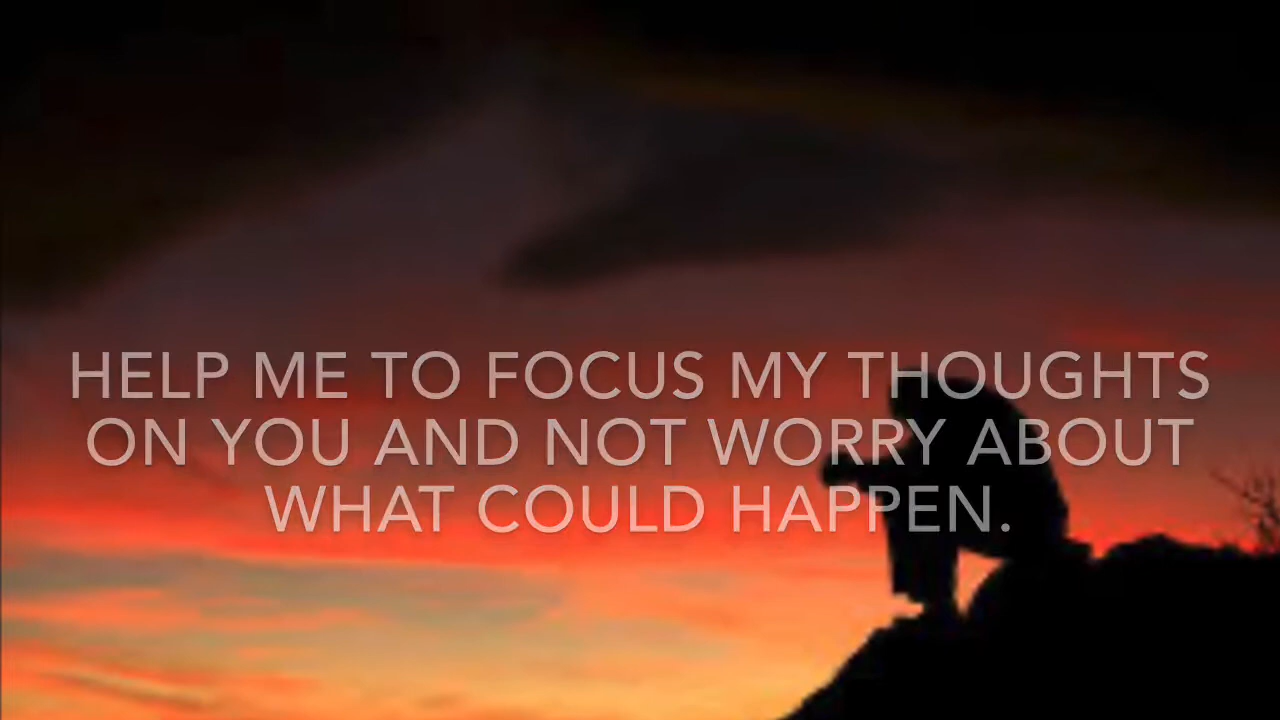 HELP ME TO FOCUS MY THOUGHTS
ON YOU AND NOT WORRY ABOUT
WHAT COULD HAPPEN.